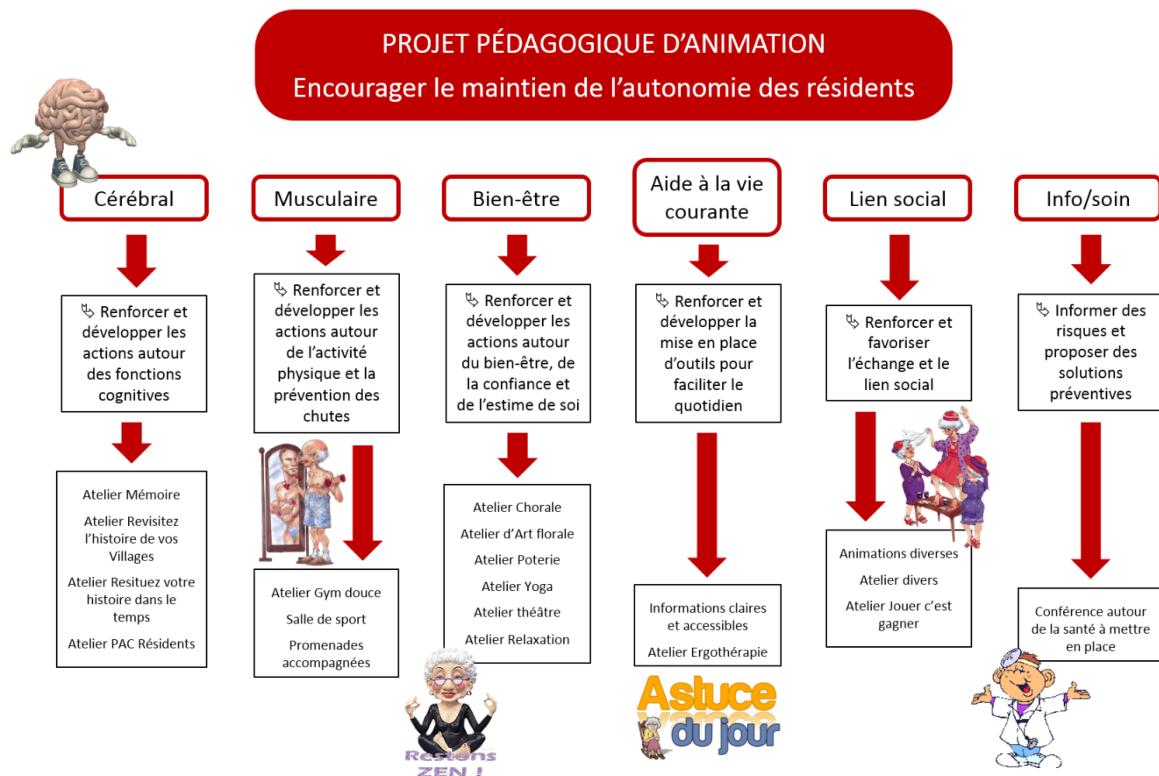 PROJET PÉDAGOGIQUE D'ANIMATION
Encourager le maintien de l'autonomie des résidents
Cérébral
Renforcer et
développer les
actions autour
des fonctions
cognitives
Atelier Mémoire
Atelier Revisitez
l'histoire de vos
Villages
Atelier Resituez votre
histoire dans le
temps
Atelier PAC Résidents
Musculaire
Renforcer et
développer les
actions autour
de l'activité
physique et la
prévention des
chutes
Atelier Gym douce
Salle de sport
Promenades
accompagnées
Bien-être
Renforcer et
développer les
actions autour
du bien-être, de
la confiance et
de l'estime de soi
Atelier Chorale
Atelier d'Art florale
Atelier Poterie
Atelier Yoga
Atelier théâtre
Atelier Relaxation
Restons
ZEN !
Aide à la vie
courante
Renforcer et
développer la
mise en place
d'outils pour
faciliter le
quotidien
Informations claires
et accessibles
Atelier Ergothérapie
Astuce
du jour
Lien social
Renforcer et
favoriser
l'échange et le
lien social
Animations diverses
Atelier divers
Atelier Jouer c'est
gagner
Info/soin
Informer des
risques et
proposer des
solutions
préventives
Conférence autour
de la santé à mettre
en place